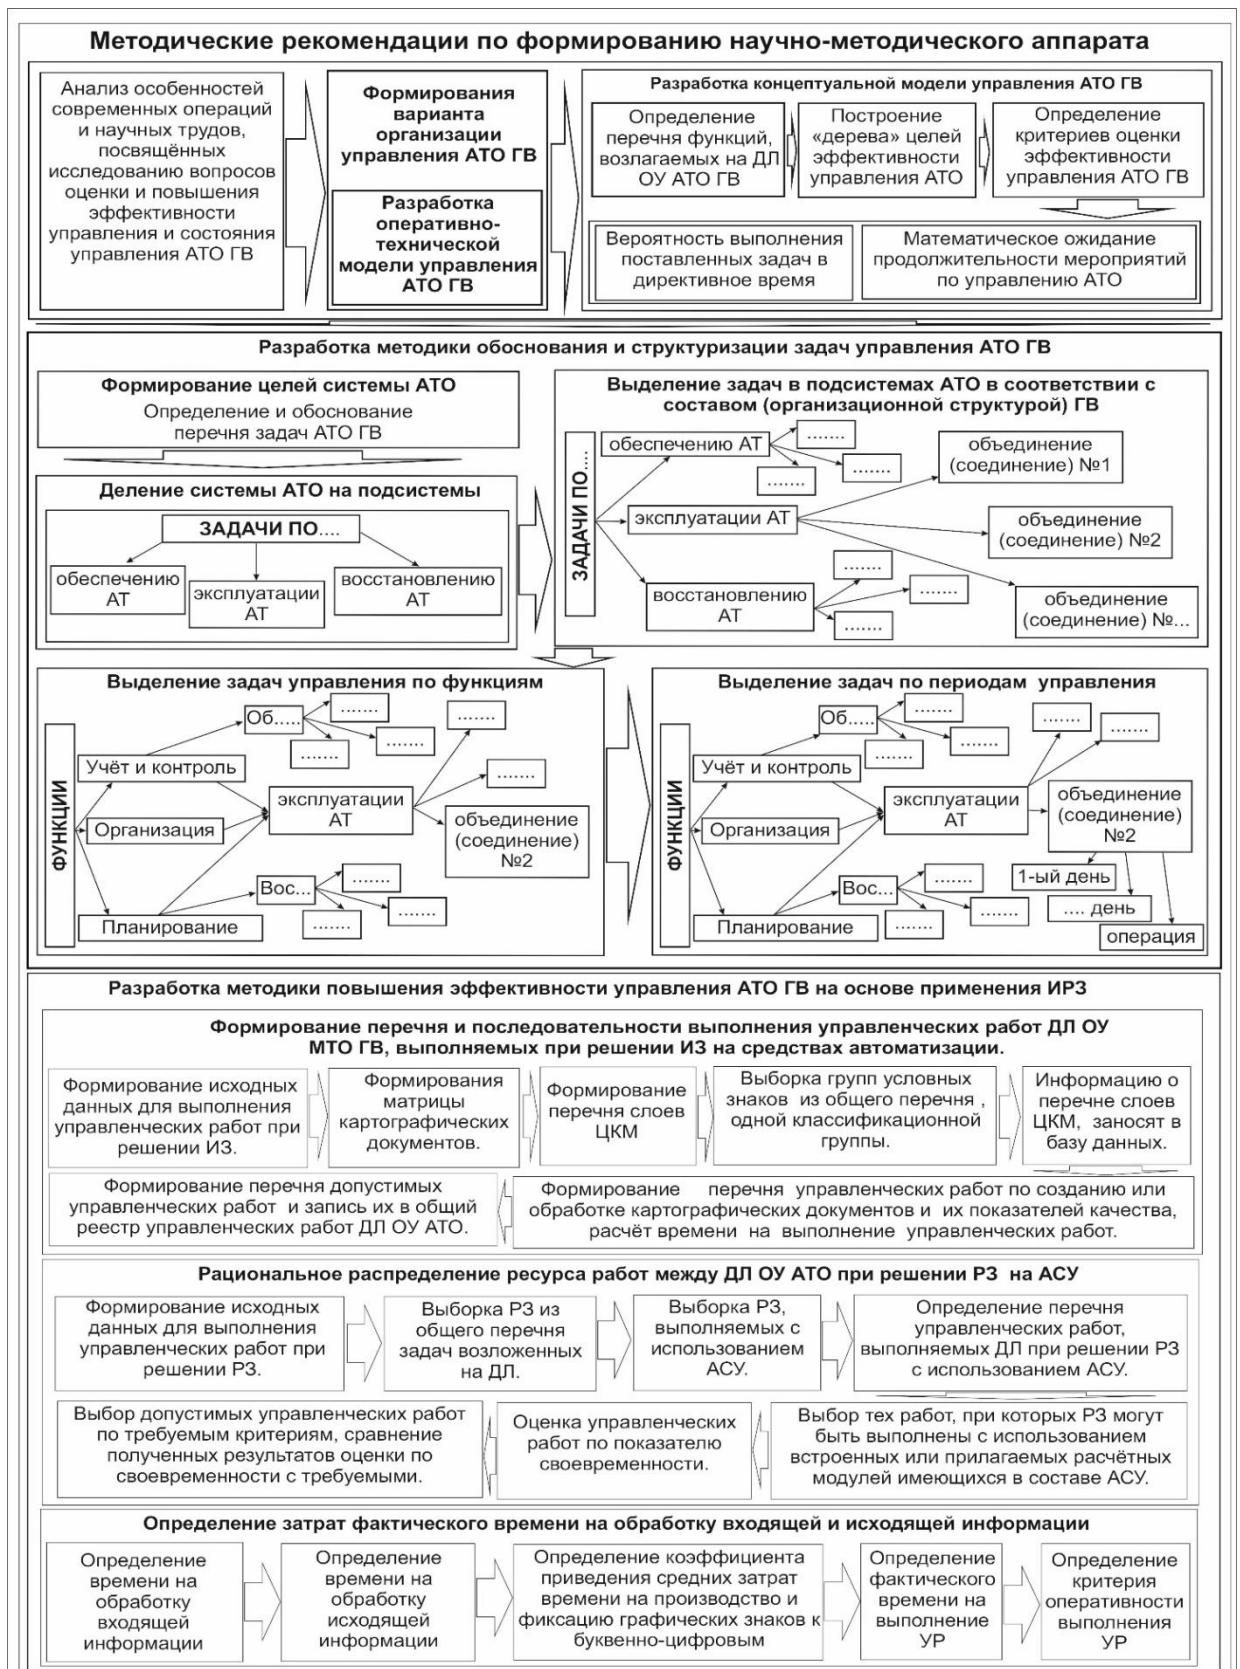 Методические рекомендации по формированию научно-методического аппарата
Анализ особенностей
современных операций
и научных трудов,
посвящённых
исследованию вопросов
оценки и повышения
эффективности
управления и состояния
управления АТО ГВ
Формирования
варианта
организации
управления АТО ГВ
Разработка
оперативно-
технической
модели управления
АТО ГВ
Разработка концептуальной модели управления АТО ГВ
Определение
перечня функций,
возлагаемых на ДЛ
ОУ АТО ГВ
Построение
«дерева» целей
эффективности
управления АТО
Определение
критериев оценки
эффективности
управления АТО ГВ
Вероятность выполнения
поставленных задач в
директивное время
Математическое ожидание
продолжительности мероприятий
по управлению АТО
Разработка методики обоснования и структуризации задач управления АТО ГВ
Формирование целей системы АТО
Определение и обоснование
перечня задач АТО ГВ
Деление системы АТО на подсистемы
ЗАДАЧИ ПО....
обеспечению
АТ
эксплуатации
АТ
восстановлению
АТ
Выделение задач в подсистемах АТО в соответствии с
составом (организационной структурой) ГВ
ЗАДАЧИ ПО....
обеспечению АТ
.......
.......
.......
эксплуатации АТ
объединение
(соединение) №1
объединение
(соединение) №2
объединение
(соединение) №...
восстановлению
АТ
.......
.......
.......
Выделение задач управления по функциям
ФУНКЦИИ
Учёт и контроль
Организация
Планирование
Об.....
.......
.......
.......
эксплуатации
АТ
.......
.......
объединение
(соединение)
№2
Вос...
.......
.......
.......
Выделение задач по периодам управления
ФУНКЦИИ
Учёт и контроль
Организация
Планирование
Об.....
.......
.......
.......
эксплуатации
АТ
.......
.......
объединение
(соединение)
№2
1-ый день
.... день
операция
Вос...
.......
.......
.......
Разработка методики повышения эффективности управления АТО ГВ на основе применения ИРЗ
Формирование перечня и последовательности выполнения управленческих работ ДЛ ОУ
МТО ГВ, выполняемых при решении ИЗ на средствах автоматизации.
Формирование исходных
данных для выполнения
управленческих работ при
решении ИЗ.
Формирования
матрицы
картографических
документов.
Формирование
перечня слоев
ЦКМ
Выборка групп условных
знаков из общего перечня ,
одной классификационной
группы.
Информацию о
перечне слоев
ЦКМ, заносят в
базу данных.
Формирование перечня допустимых
управленческих работ и запись их в общий
реестр управленческих работ ДЛ ОУ АТО.
Формирование перечня управленческих работ по созданию или
обработке картографических документов и их показателей качества,
расчёт времени на выполнение управленческих работ.
Рациональное распределение ресурса работ между ДЛ ОУ АТО при решении РЗ на АСУ
Формирование исходных
данных для выполнения
управленческих работ при
решении РЗ.
Выборка РЗ из
общего перечня
задач возложенных
на ДЛ.
Выборка РЗ,
выполняемых с
использованием
АСУ.
Определение перечня
управленческих работ,
выполняемых ДЛ при решении РЗ
с использованием АСУ.
Выбор допустимых управленческих работ
по требуемым критериям, сравнение
полученных результатов оценки по
своевременности с требуемыми.
Оценка управленческих
работ по показателю
своевременности.
Выбор тех работ, при которых РЗ могут
быть выполнены с использованием
встроенных или прилагаемых расчётных
модулей имеющихся в составе АСУ.
Определение затрат фактического времени на обработку входящей и исходящей информации
Определение
времени на
обработку
входящей
информации
Определение
времени на
обработку
исходящей
информации
Определение коэффициента
приведения средних затрат
времени на производство и
фиксацию графических знаков к
буквенно-цифровым
Определение
фактического
времени на
выполнение
УР
Определение
критерия
оперативности
выполнения
УР